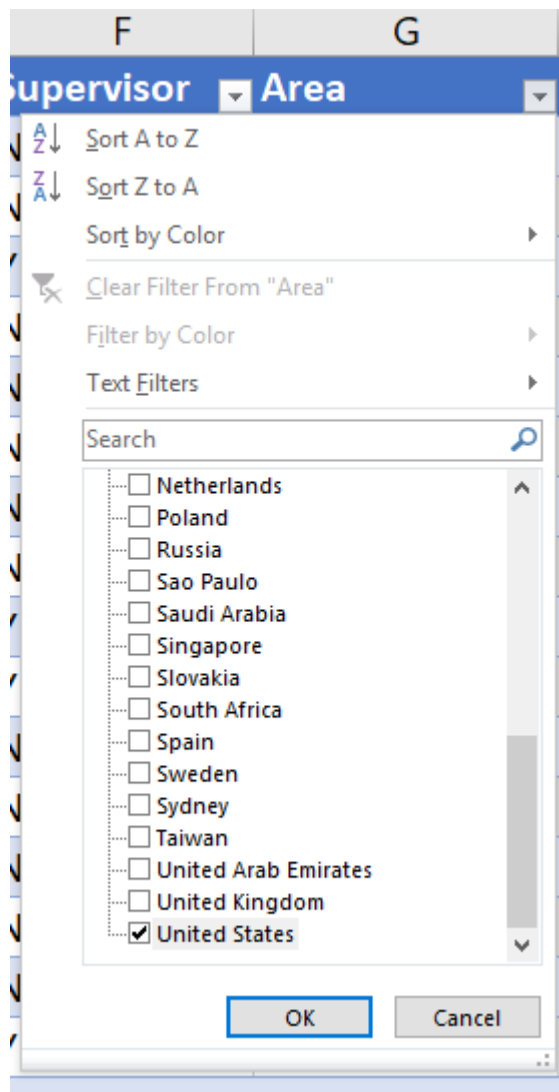 F G
Supervisor Area
Sort A to Z
Sort Z to A
Sort by Color
Clear Filter From "Area"
Filter by Color
Text Filters
Search
Netherlands
Poland
Russia
Sao Paulo
Saudi Arabia
Singapore
Slovakia
South Africa
Spain
Sweden
Sydney
Taiwan
United Arab Emirates
United Kingdom
United States
OK Cancel